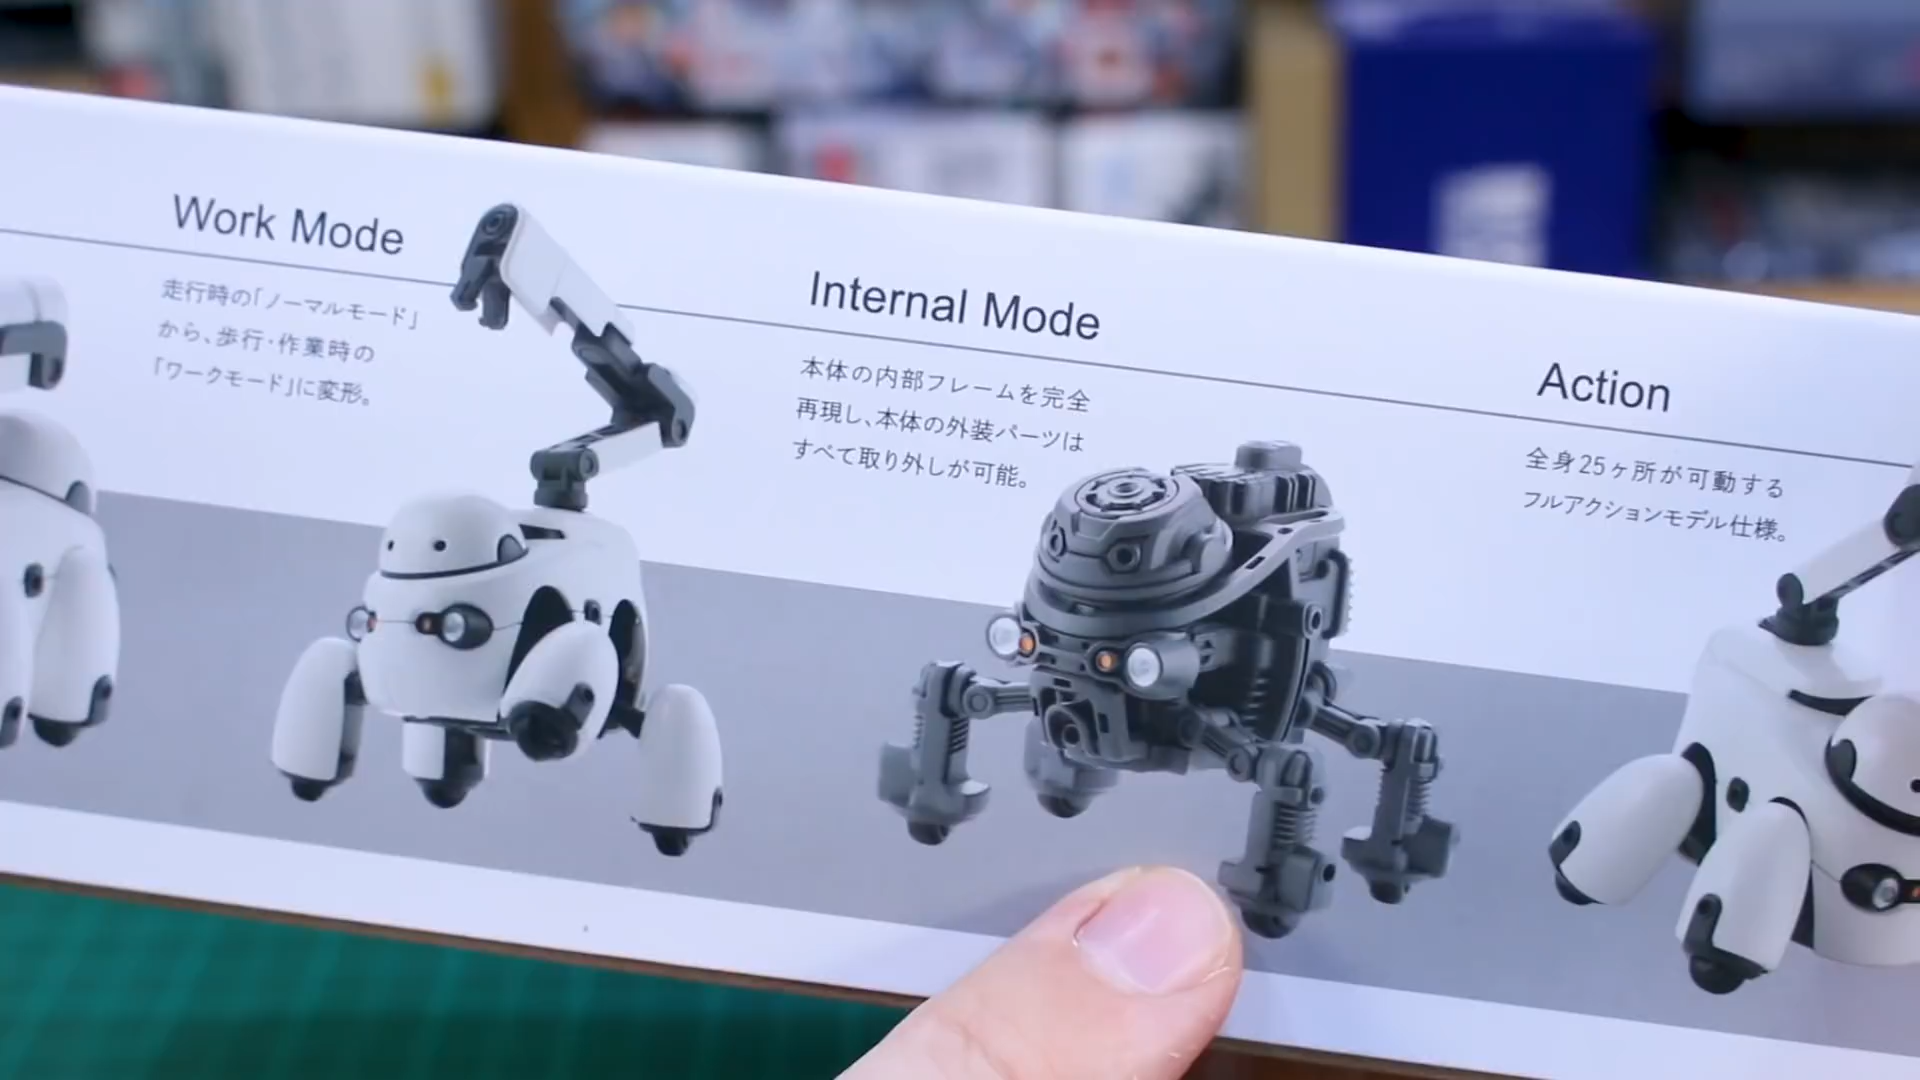 Work Mode
走行時の「ノーマルモード」
から、歩行・作業時の
「ワークモード」に変形。
Internal Mode
本体の内部フレームを完全
再現し、本体の外装パーツは
すべて取り外しが可能。
Action
全身25ヶ所が可動する
フルアクションモデル仕様。